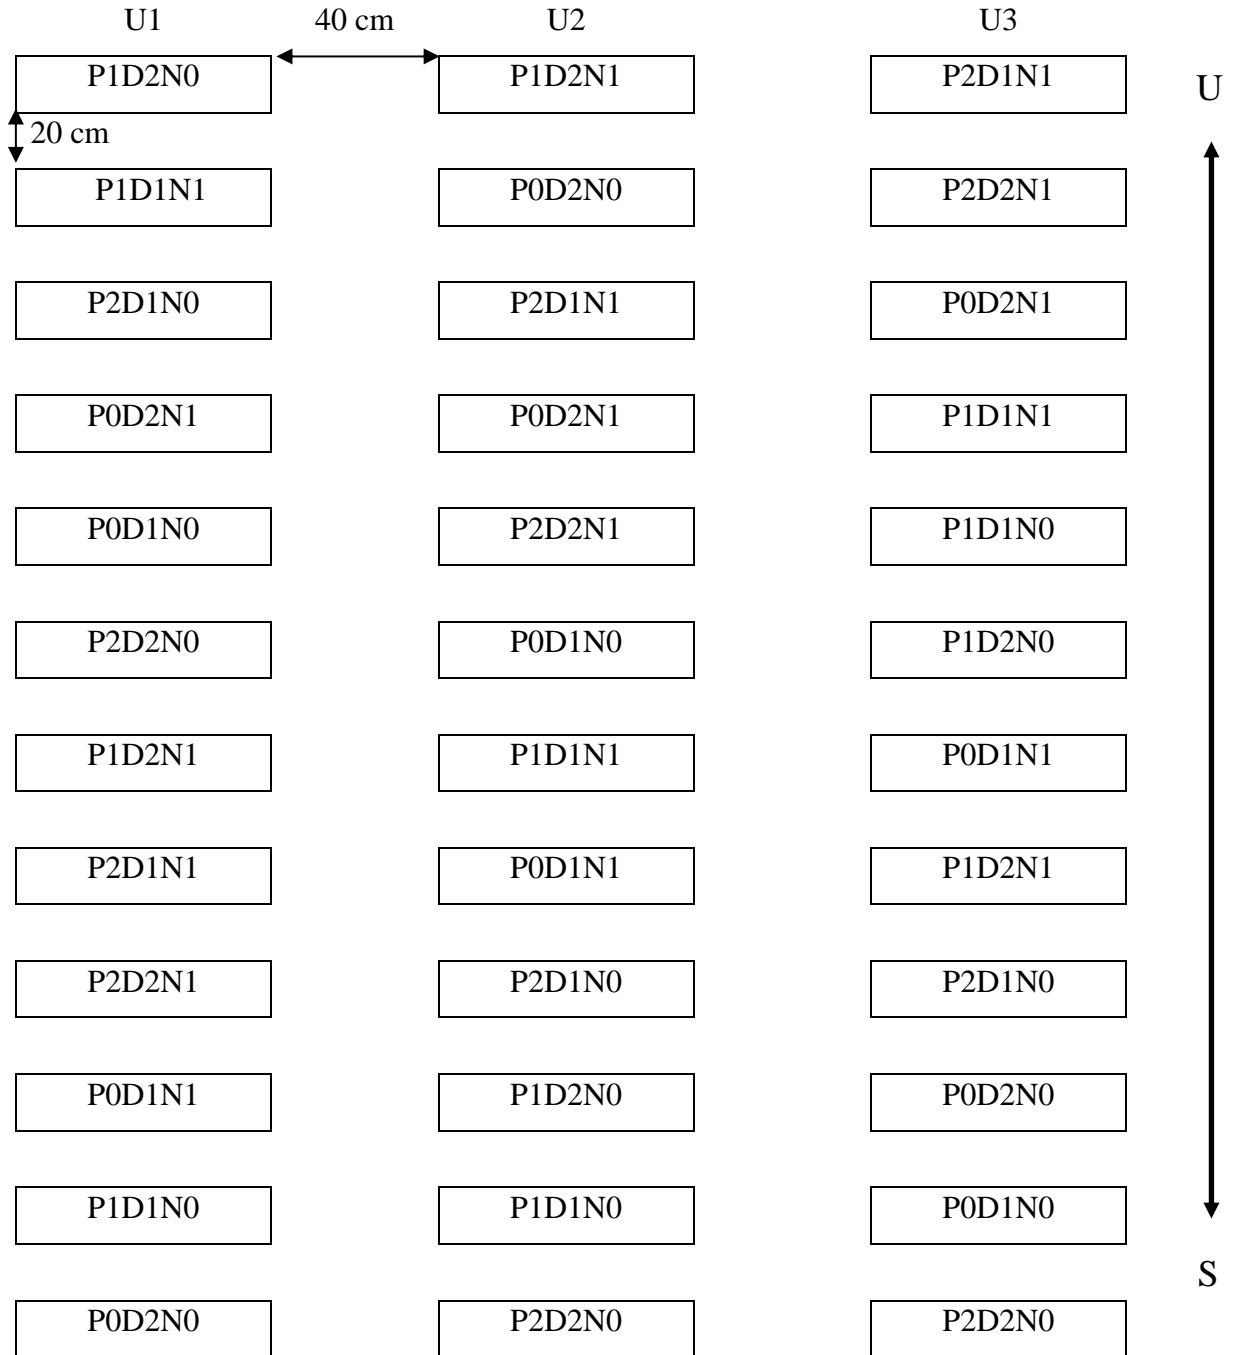 U1 40 cm U2 U3
P1D2N0 P1D2N1 P2D1N1 U
20 cm
P1D1N1 P0D2N0 P2D2N1
P2D1N0 P2D1N1 P0D2N1
P0D2N1 P0D2N1 P1D1N1
P0D1N0 P2D2N1 P1D1N0
P2D2N0 P0D1N0 P1D2N0
P1D2N1 P1D1N1 P0D1N1
P2D1N1 P0D1N1 P1D2N1
P2D2N1 P2D1N0 P2D1N0
P0D1N1 P1D2N0 P0D2N0
P1D1N0 P1D1N0 P0D1N0
S
P0D2N0 P2D2N0 P2D2N0